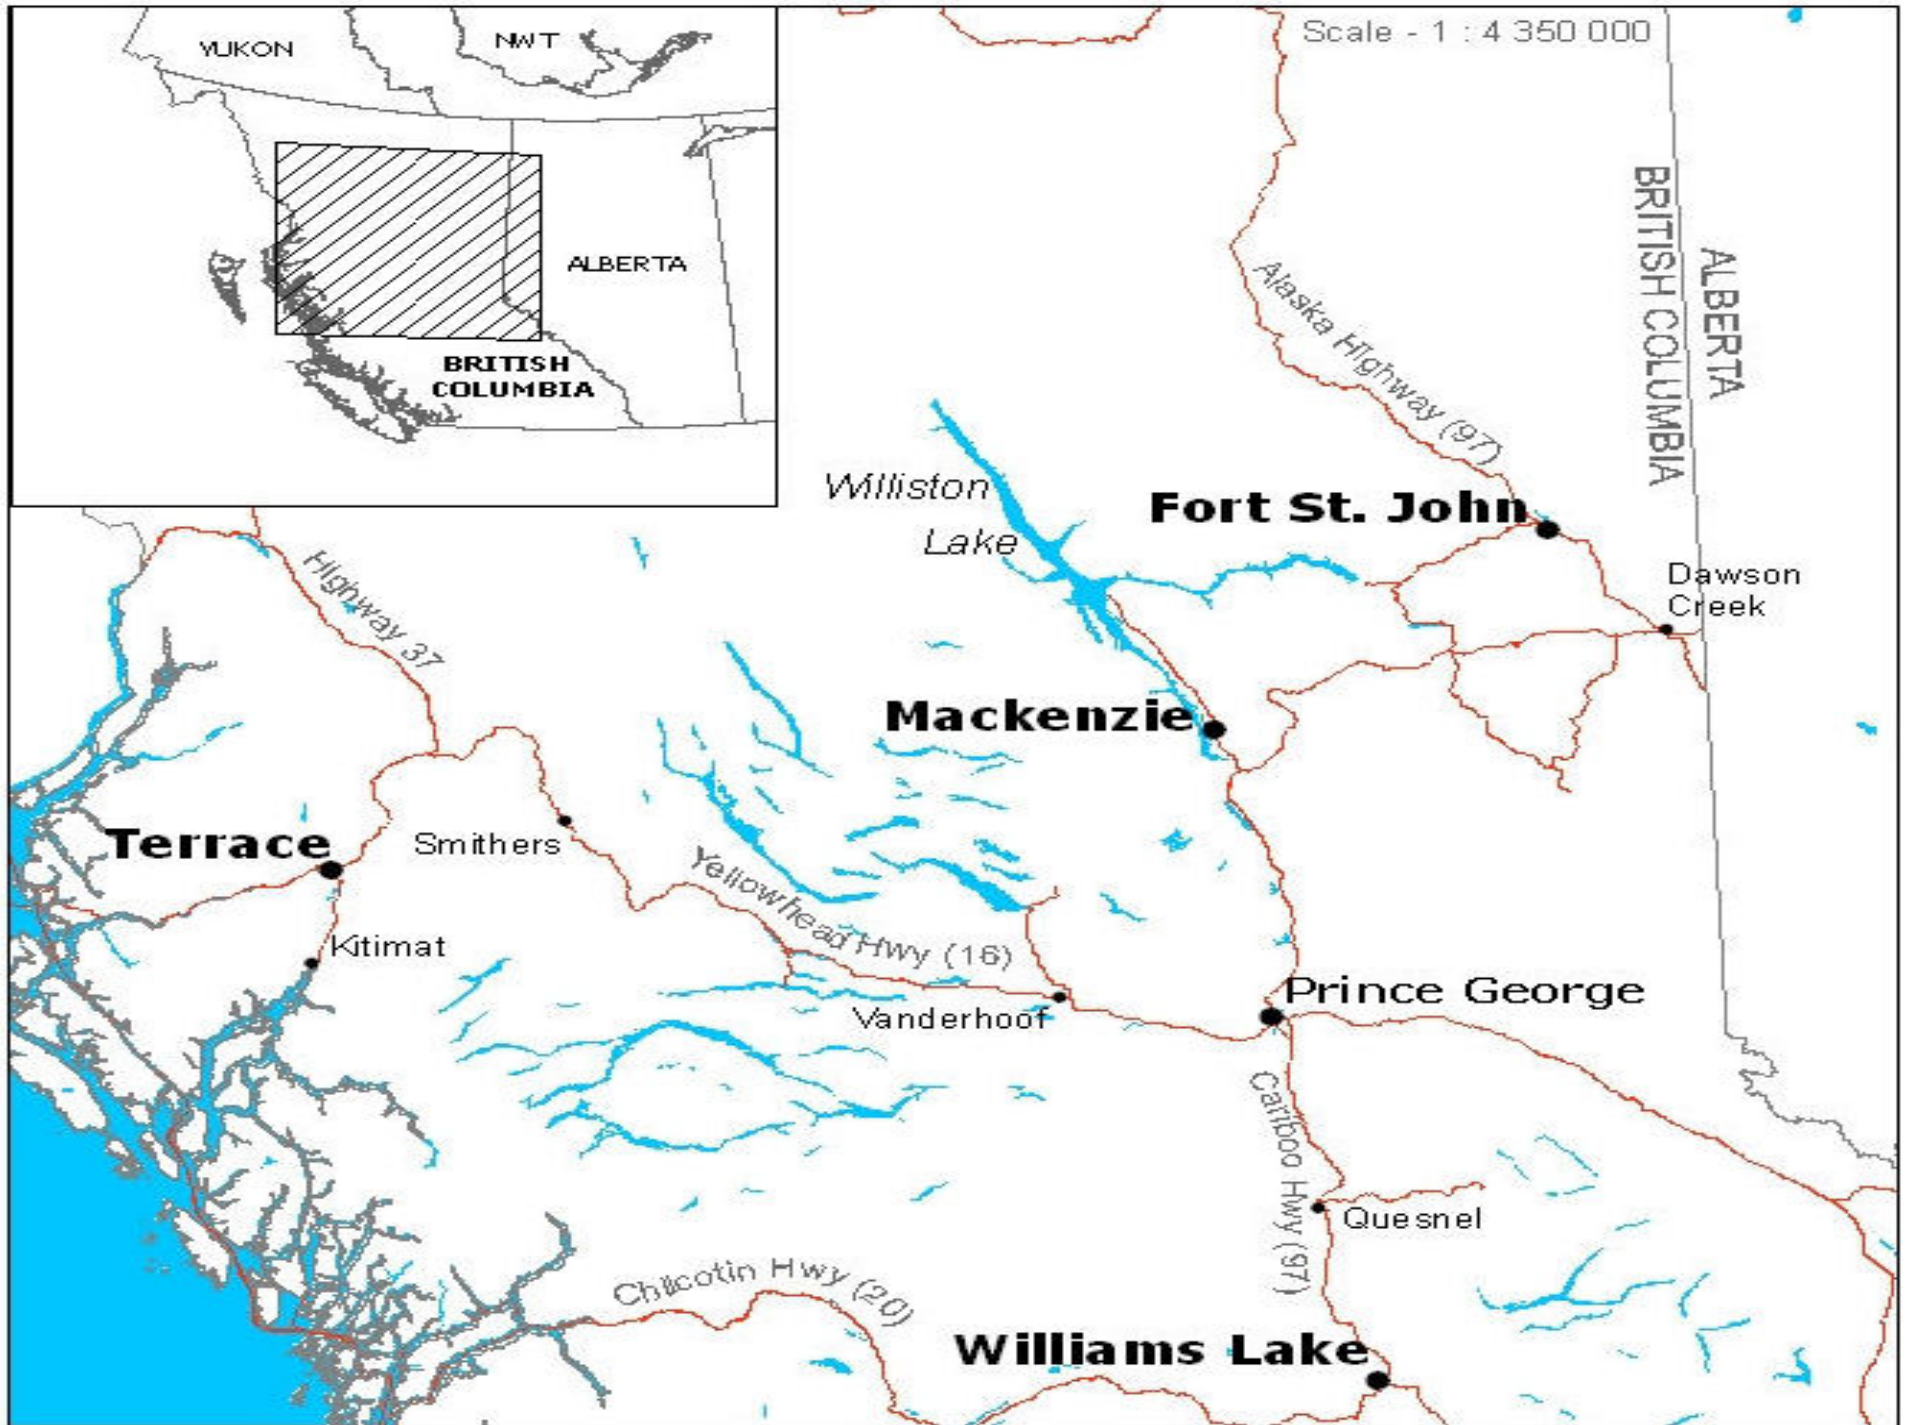 YUKON
NWT
ALBERTA
BRITISH
COLUMBIA
Scale - 1 : 4 350 000
BRITISH COLUMBIA
ALBERTA
Alaska Highway (97)
Williston
Lake
Fort St. John
Dawson
Creek
Highway 37
Mackenzie
Terrace
Smithers
Yellowhead Hwy (16)
Kitimat
Prince George
Vanderhoof
Cariboo Hwy (97)
Quesnel
Chilcotin Hwy (20)
Williams Lake